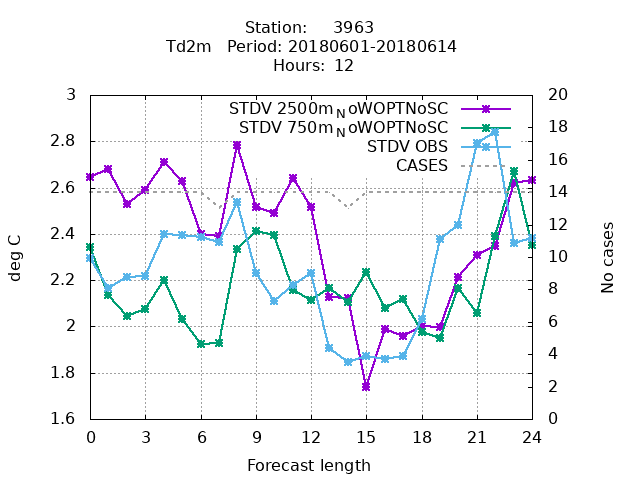 Station: 3963
Td2m Period: 20180601-20180614
Hours: 12
STDV 2500mNoWOPTNoSC
STDV 750mNoWOPTNoSC
STDV OBS
CASES
3
2.8
2.6
2.4
2.2
2
1.8
1.6
20
18
16
14
12
10
8
6
4
2
0
deg C
No cases
0 3 6 9 12 15 18 21 24
Forecast length